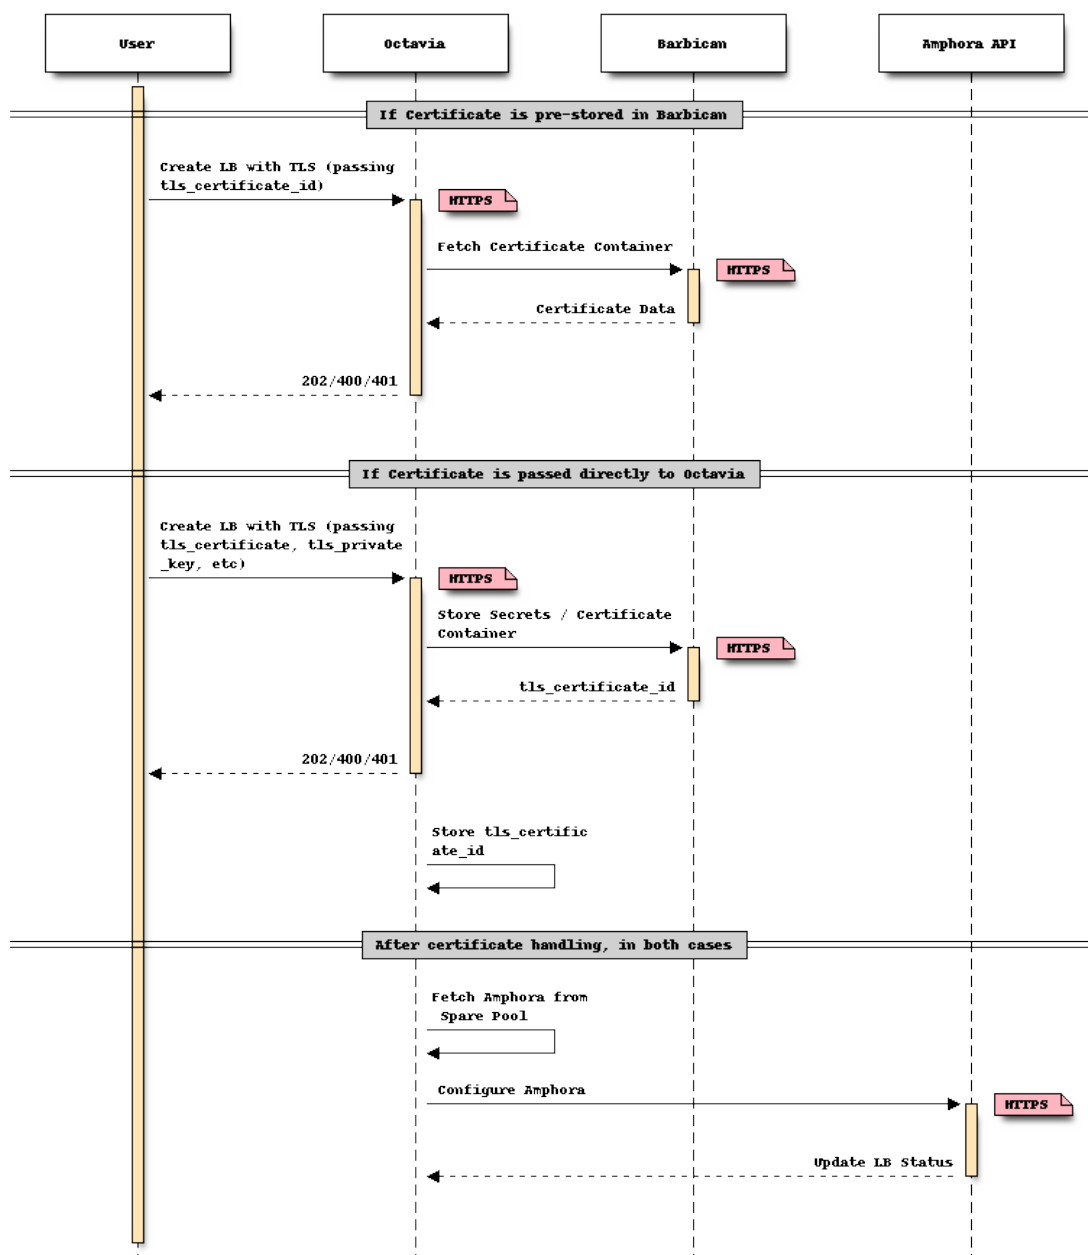 User
Octavia
Barbican
Amphora API
If Certificate is pre-stored in Barbican
Create LB with TLS (passing
tls_certificate_id)
HTTPS
Fetch Certificate Container
HTTPS
Certificate Data
202/400/401
If Certificate is passed directly to Octavia
Create LB with TLS (passing
tls_certificate, tls_private
_key, etc)
HTTPS
Store Secrets / Certificate
Container
HTTPS
tls_certificate_id
202/400/401
Store tls_certific
ate_id
After certificate handling, in both cases
Fetch Amphora from
Spare Pool
Configure Amphora
HTTPS
Update LB Status